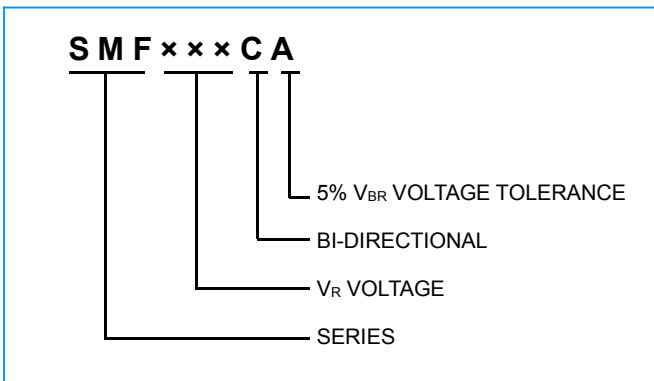 SMF×××CA
5% VBR VOLTAGE TOLERANCE
BI-DIRECTIONAL
VR VOLTAGE
SERIES